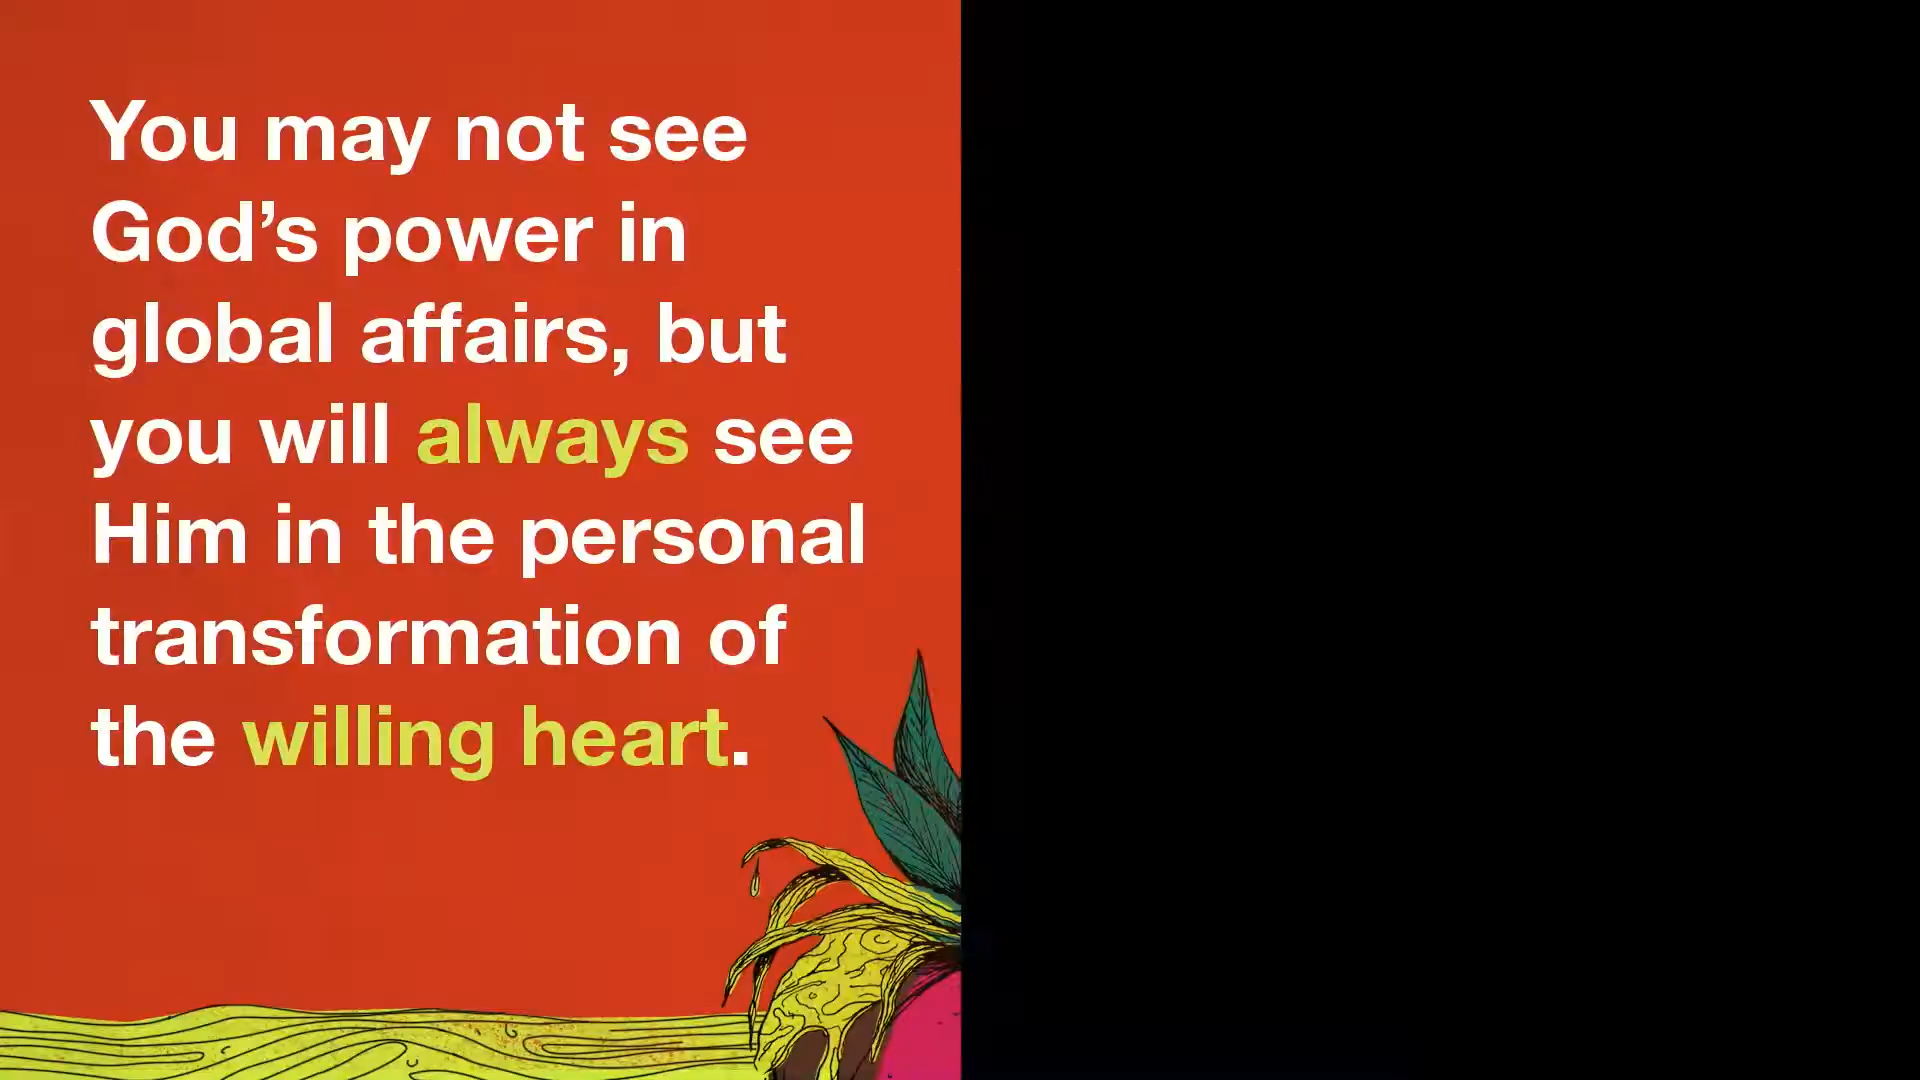 You may not see
God’s power in
global affairs, but
you will always see
Him in the personal
transformation of
the willing heart.